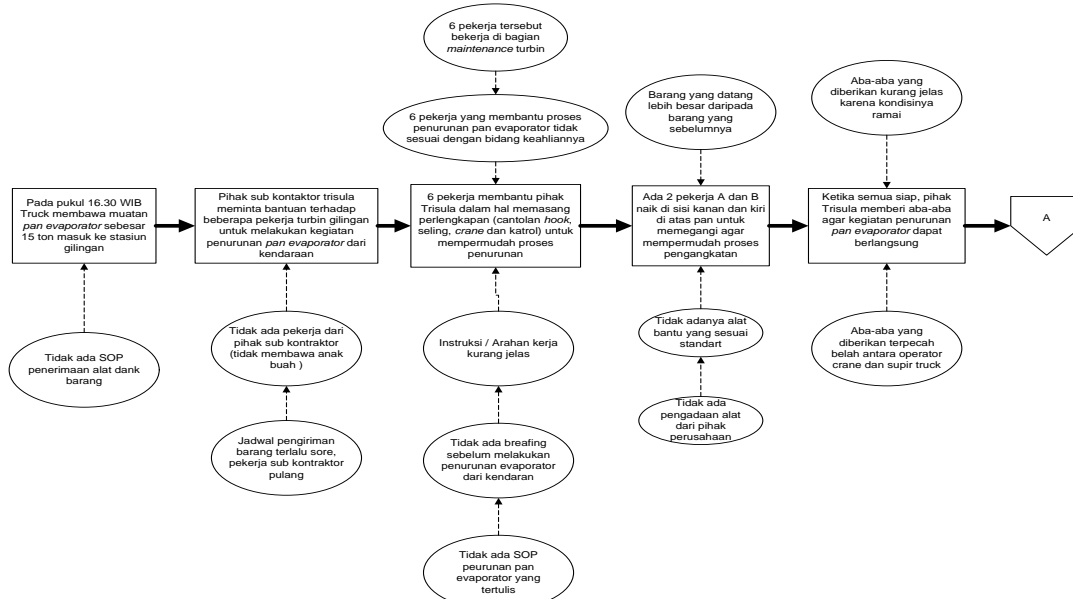 6 pekerja tersebut
bekerja di bagian
maintenance turbin
6 pekerja yang membantu proses
penurunan pan evaporator tidak
sesuai dengan bidang keahliannya
Barang yang datang
lebih besar daripada
barang yang
sebelumnya
Aba-aba yang
diberikan kurang jelas
karena kondisinya
ramai
Pada pukul 16.30 WIB
Truck membawa muatan
pan evaporator sebesar
15 ton masuk ke stasiun
gilingan
Pihak sub kontaktor trisula
meminta bantuan terhadap
beberapa pekerja turbin gilingan
untuk melakukan kegiatan
penurunan pan evaporator dari
kendaraan
6 pekerja membantu pihak
Trisula dalam hal memasang
perlengkapan (cantolan hook,
seling, crane dan katrol) untuk
mempermudah proses
penurunan
Ada 2 pekerja A dan B
naik di sisi kanan dan kiri
di atas pan untuk
memegangi agar
mempermudah proses
pengangkatan
Ketika semua siap, pihak
Trisula memberi aba-aba
agar kegiatan penurunan
pan evaporator dapat
berlangsung
A
Tidak ada SOP
penerimaan alat dank
barang
Tidak ada pekerja dari
pihak sub kontraktor
(tidak membawa anak
buah )
Jadwal pengiriman
barang terlalu sore,
pekerja sub kontraktor
pulang
Instruksi / Arahan kerja
kurang jelas
Tidak ada breafing
sebelum melakukan
penurunan evaporator
dari kendaran
Tidak ada SOP
peurunan pan
evaporator yang
tertulis
Tidak adanya alat
bantu yang sesuai
standart
Tidak ada
pengadaan alat
dari pihak
perusahaan
Aba-aba yang
diberikan terpecah
belah antara operator
crane dan supir truck